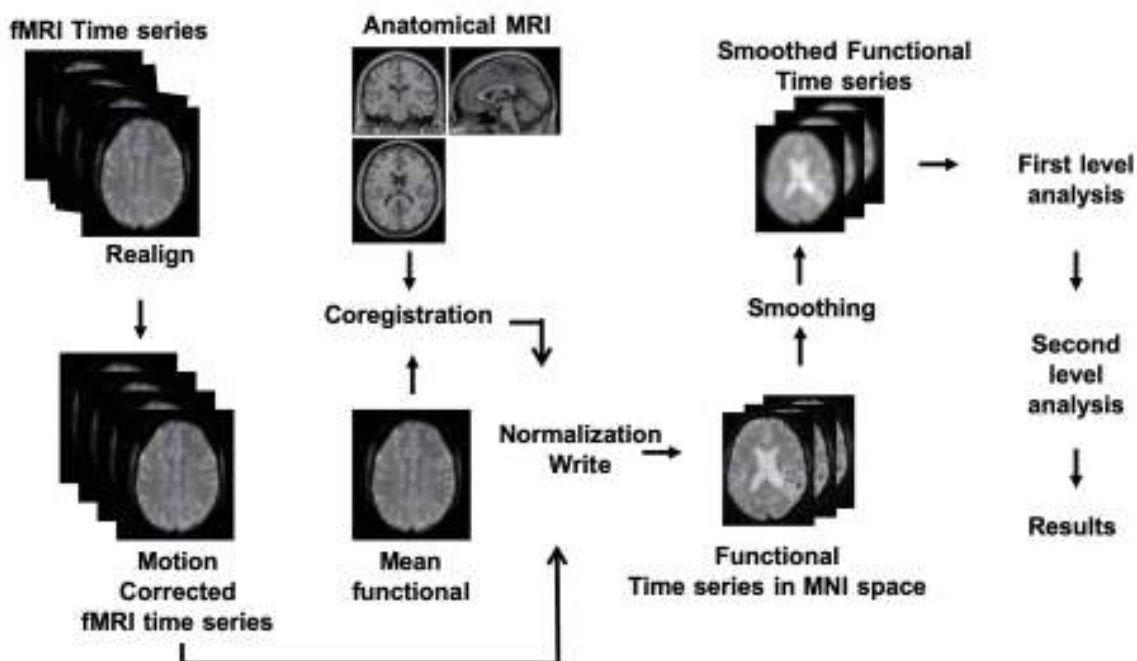 fMRI Time series
Realign
Motion
Corrected
fMRI time series
Anatomical MRI
Coregistration
Mean
functional
Normalization
Write
Functional
Time series in MNI space
Smoothing
Smoothed Functional
Time series
First level
analysis
Second
level
analysis
Results